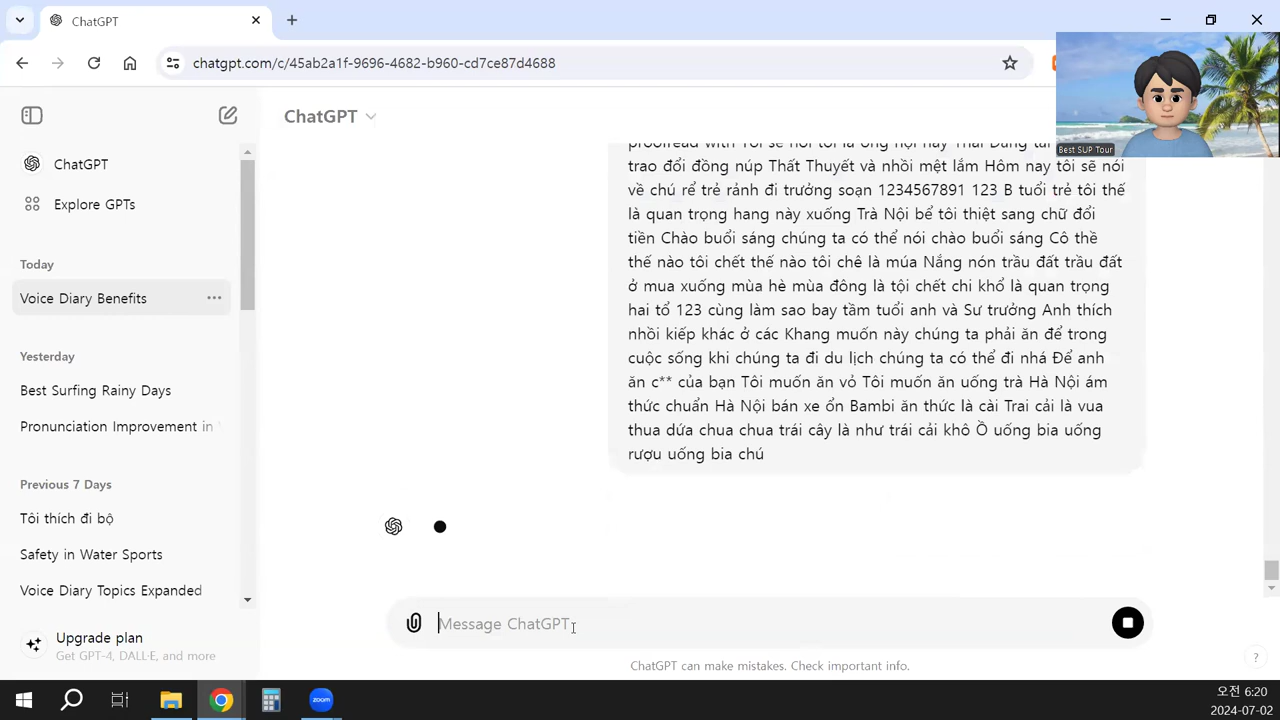 ChatGPT
chatgpt.com/c/45ab2a1f-9696-4682-b960-cd7ce87d4688
Best SUP Tour
ChatGPT
ChatGPT
Explore GPTs
Today
Voice Diary Benefits
Yesterday
Best Surfing Rainy Days
Pronunciation Improvement in
Previous 7 Days
Tôi thích đi bộ
Safety in Water Sports
Voice Diary Topics Expanded
Upgrade plan
Get GPT-4, DALL·E, and more
trao đổi đồng núp Thất Thuyết và nhồi mệt lắm Hôm nay tôi sẽ nói
về chú rể trẻ rảnh đi trưởng soạn 1234567891 123 B tuổi trẻ tôi thế
là quan trọng hang này xuống Trà Nội bể tôi thiệt sang chữ đổi
tiền Chào buổi sáng chúng ta có thể nói chào buổi sáng Cô thề
thế nào tôi chết thế nào tôi chê là múa Nắng nón trầu đất trầu đất
ở mua xuống mùa hè mùa đông là tội chết chi khổ là quan trọng
hai tổ 123 cùng làm sao bay tầm tuổi anh và Sư trưởng Anh thích
nhồi kiếp khác ở các Khang muốn này chúng ta phải ăn để trong
cuộc sống khi chúng ta đi du lịch chúng ta có thể đi nhá Để anh
ăn c** của bạn Tôi muốn ăn vỏ Tôi muốn ăn uống trà Hà Nội ám
thức chuẩn Hà Nội bán xe ổn Bambi ăn thức là cài Trai cải là vua
thua dứa chua chua trái cây là như trái cải khô Ồ uống bia uống
rượu uống bia chú
Message ChatGPT
ChatGPT can make mistakes. Check important info.
?
zoom
오전 6:20
2024-07-02